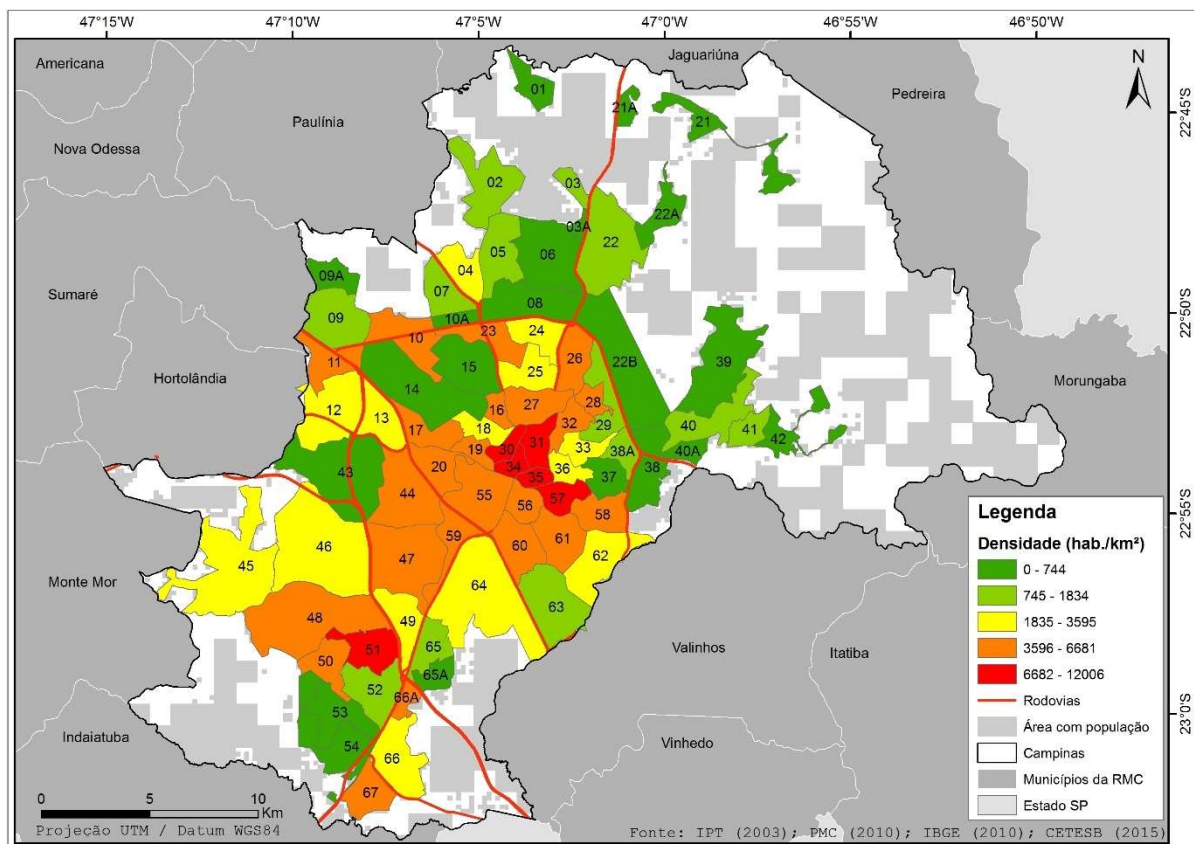 47°15'W 47°10'W 47°5'W 47°0'W 46°55'W 46°50'W
Americana
Nova Odessa
Paulínia
Jaguariúna
Pedreira
N
22°45'S
22°50'S
22°55'S
23°0'S
Sumaré
Hortolândia
Monte Mor
Indaiatuba
Morungaba
Valinhos
Itatiba
Vinhedo
01
21A
21
02
03
03A
22A
22
05
06
04
07
08
09A
09
10A
10
23
24
22B
39
11
15
25
26
14
12
13
16
27
28
17
18
32
29
40
41
42
19
30
31
33
38A
40A
43
20
34
36
37
38
35
44
55
56
57
58
45
46
59
60
61
47
62
64
63
48
49
51
50
65
65A
52
66A
53
54
66
67
Legenda
Densidade (hab./km²)
0 - 744
745 - 1834
1835 - 3595
3596 - 6681
6682 - 12006
Rodovias
Área com população
Campinas
Municípios da RMC
Estado SP
0 5 10
Km
Projeção UTM / Datum WGS84
Fonte: IPT (2003); PMC (2010); IBGE (2010); CETESB (2015)